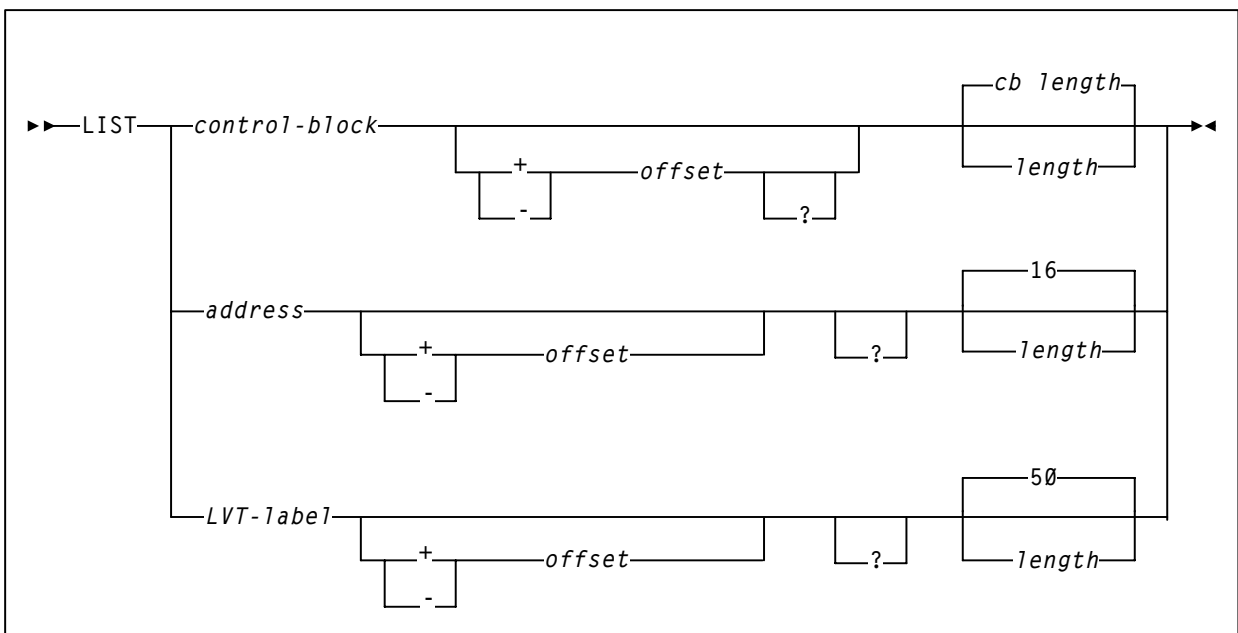 cb length
►►—LIST control-block + offset length ►◄
- ?
16
address + offset ? length
-
50
LVT-label + offset ? length
-